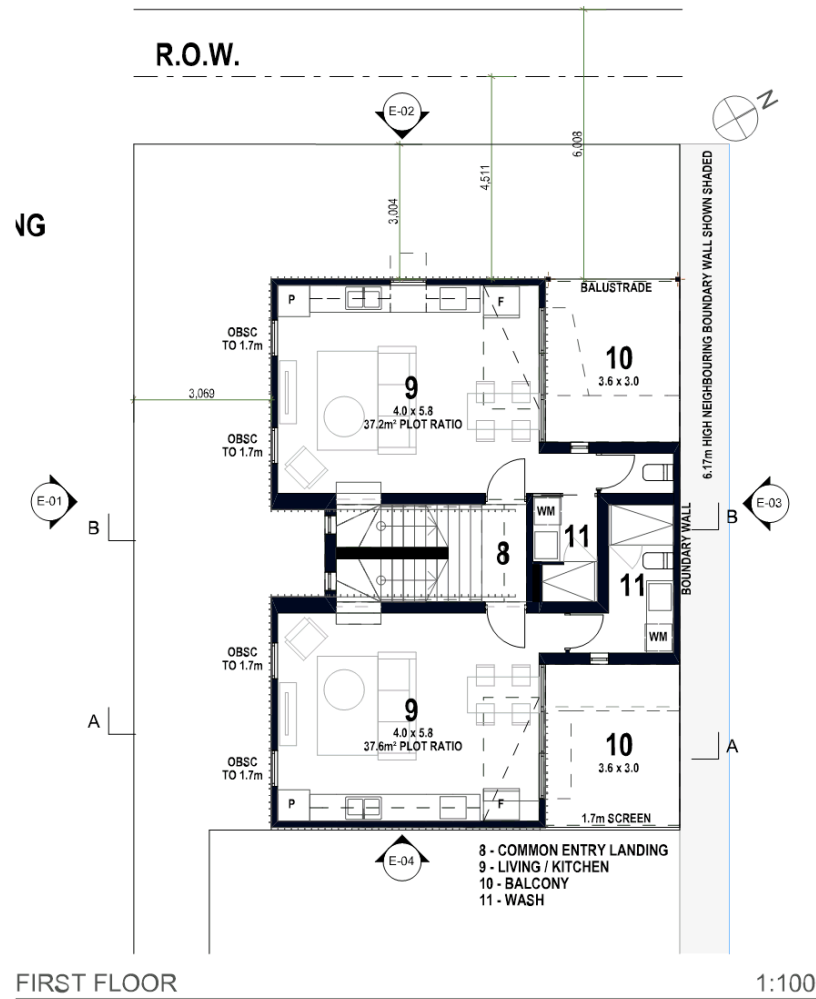 R.O.W.
E-02
N
6,008
4,511
3,004
6.17m HIGH NEIGHBOURING BOUNDARY WALL SHOWN SHADED
NG
BALUSTRADE
P
F
OBSC
TO 1.7m
10
3.6 x 3.0
9
4.0 x 5.8
37.2m² PLOT RATIO
3,069
OBSC
TO 1.7m
E-01
E-03
B
B
WM
11
8
BOUNDARY WALL
11
WM
OBSC
TO 1.7m
9
4.0 x 5.8
37.6m² PLOT RATIO
A
A
10
3.6 x 3.0
OBSC
TO 1.7m
P
F
1.7m SCREEN
E-04
8 - COMMON ENTRY LANDING
9 - LIVING / KITCHEN
10 - BALCONY
11 - WASH
FIRST FLOOR
1:100